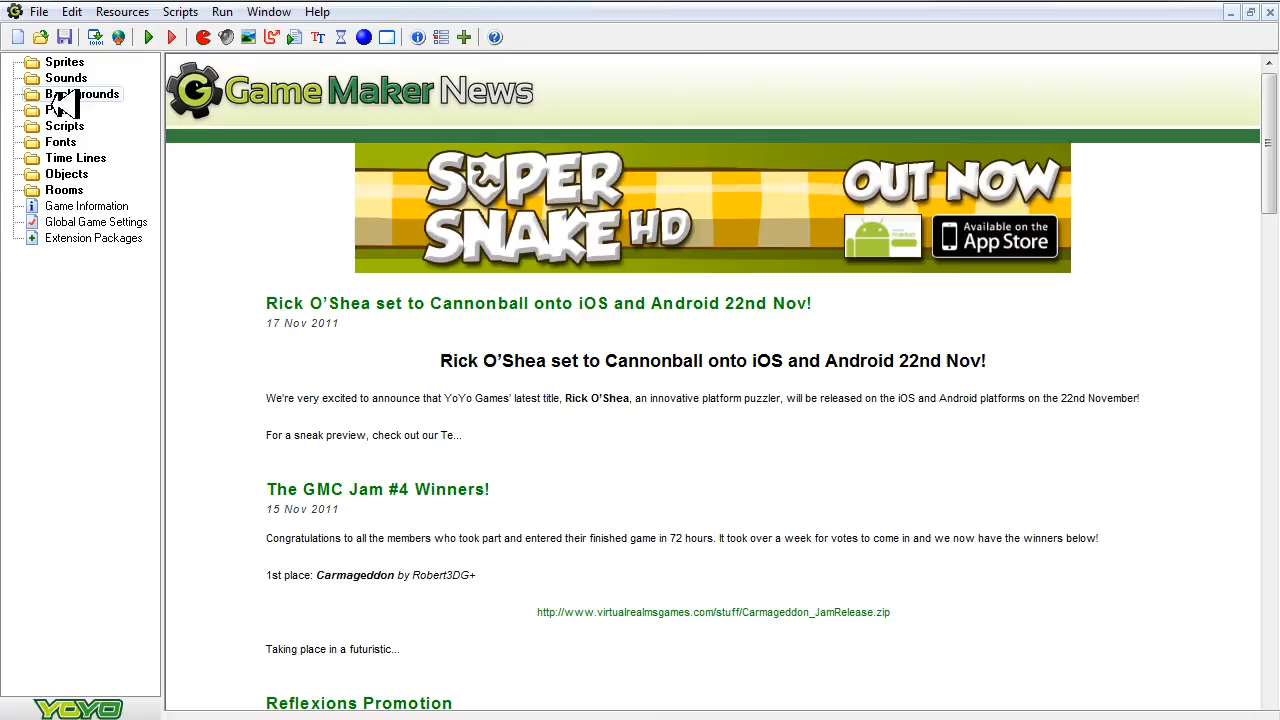 File Edit Resources Scripts Run Window Help
Sprites
Sounds
Backgrounds
Scripts
Fonts
Time Lines
Objects
Rooms
Game Information
Global Game Settings
Extension Packages
YOYO
Game Maker News
SUPER
SNAKE HD
OUT NOW
Available on the
App Store
Rick O'Shea set to Cannonball onto iOS and Android 22nd Nov!
17 Nov 2011
Rick O'Shea set to Cannonball onto iOS and Android 22nd Nov!
We're very excited to announce that YoYo Games' latest title, Rick O'Shea, an innovative platform puzzler, will be released on the iOS and Android platforms on the 22nd November!
For a sneak preview, check out our Te...
The GMC Jam #4 Winners!
15 Nov 2011
Congratulations to all the members who took part and entered their finished game in 72 hours. It took over a week for votes to come in and we now have the winners below!
1st place: Carmageddon by Robert3DG+
http://www.virtualrealmsgames.com/stuff/Carmageddon_JamRelease.zip
Taking place in a futuristic...
Reflexions Promotion